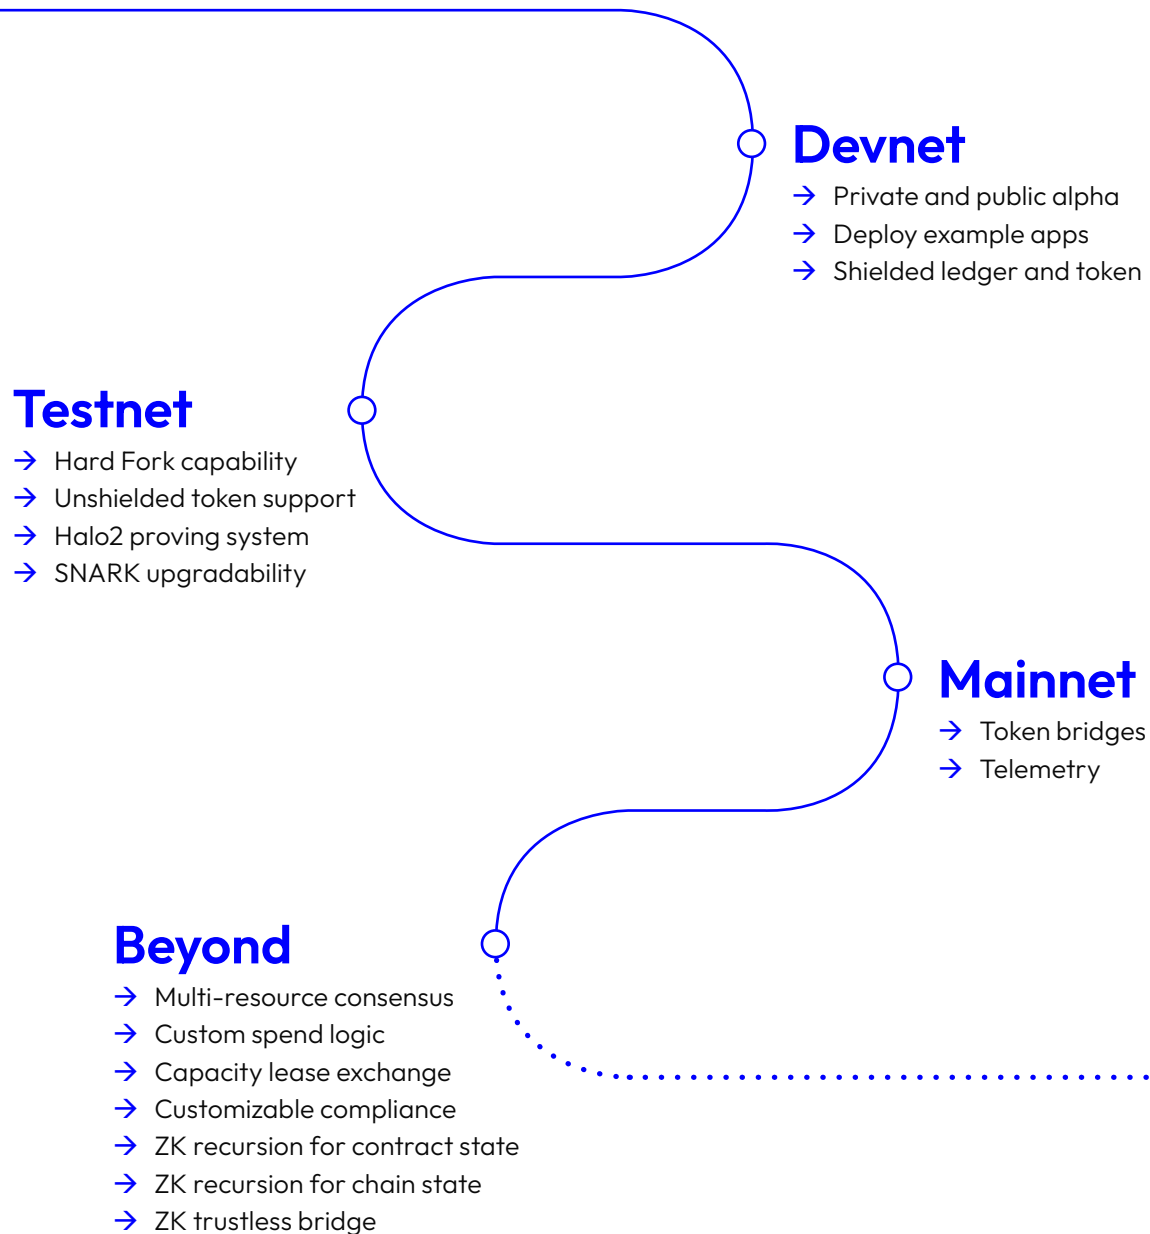 Devnet
Private and public alpha
Deploy example apps
Shielded ledger and token
Testnet
Hard Fork capability
Unshielded token support
Halo2 proving system
SNARK upgradability
Mainnet
Token bridges
Telemetry
Beyond
Multi-resource consensus
Custom spend logic
Capacity lease exchange
Customizable compliance
ZK recursion for contract state
ZK recursion for chain state
ZK trustless bridge